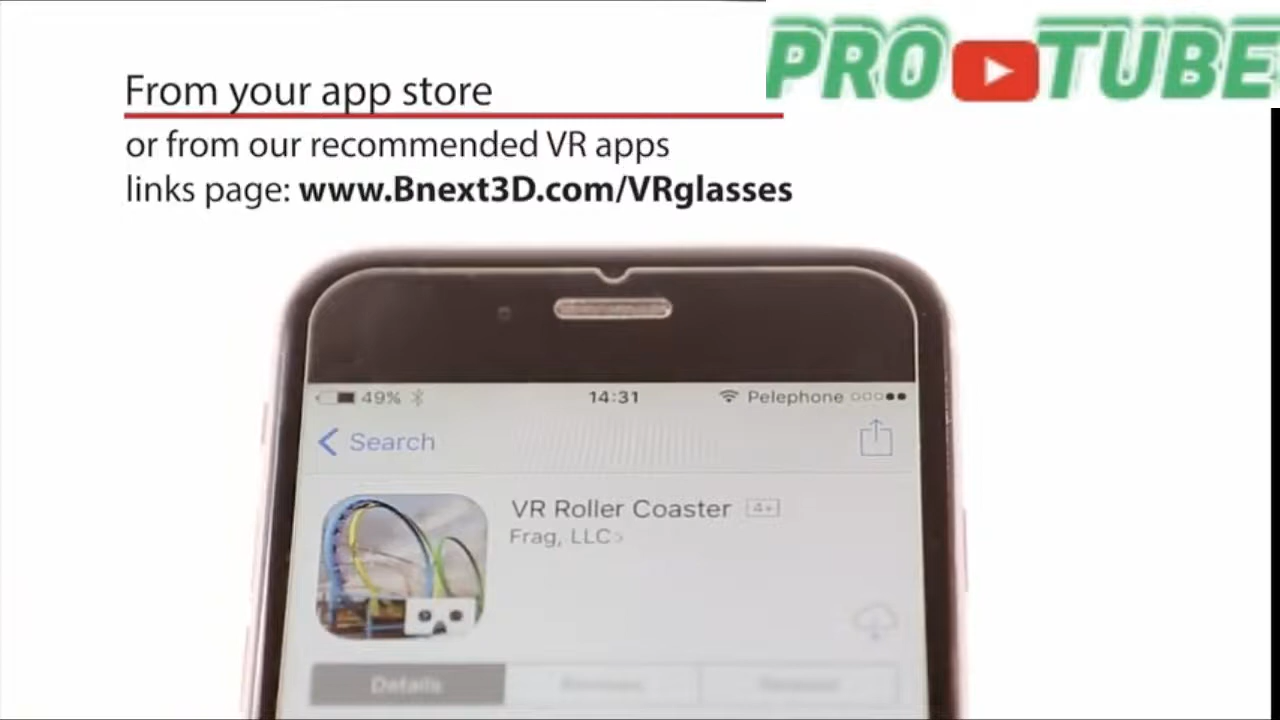 PRO TUBE
From your app store
or from our recommended VR apps
links page: www.Bnext3D.com/VRglasses
49% 14:31 Pelephone
Search
VR Roller Coaster 4+
Frag, LLC>
Details